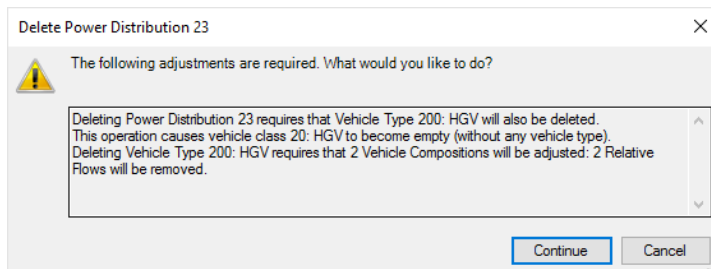 Delete Power Distribution 23
The following adjustments are required. What would you like to do?
Deleting Power Distribution 23 requires that Vehicle Type 200: HGV will also be deleted.
This operation causes vehicle class 20: HGV to become empty (without any vehicle type).
Deleting Vehicle Type 200: HGV requires that 2 Vehicle Compositions will be adjusted: 2 Relative
Flows will be removed.
Continue Cancel